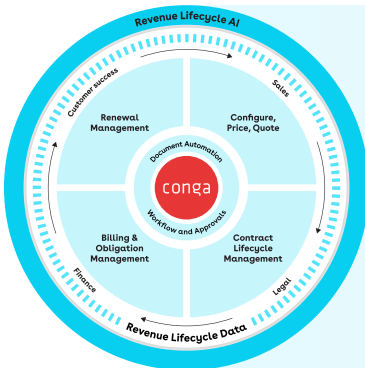 Revenue Lifecycle AI
Customer success
Sales
Renewal
Management
Configure,
Price, Quote
Document Automation
conga
Workflow and Approvals
Billing &
Obligation
Management
Contract
Lifecycle
Management
Finance
Legal
Revenue Lifecycle Data